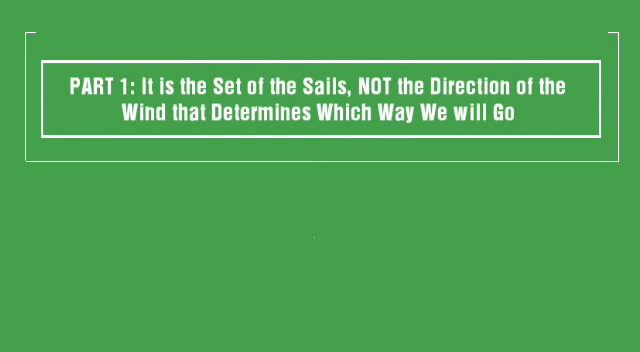 PART 1: It is the Set of the Sails, NOT the Direction of the
Wind that Determines Which Way We will Go